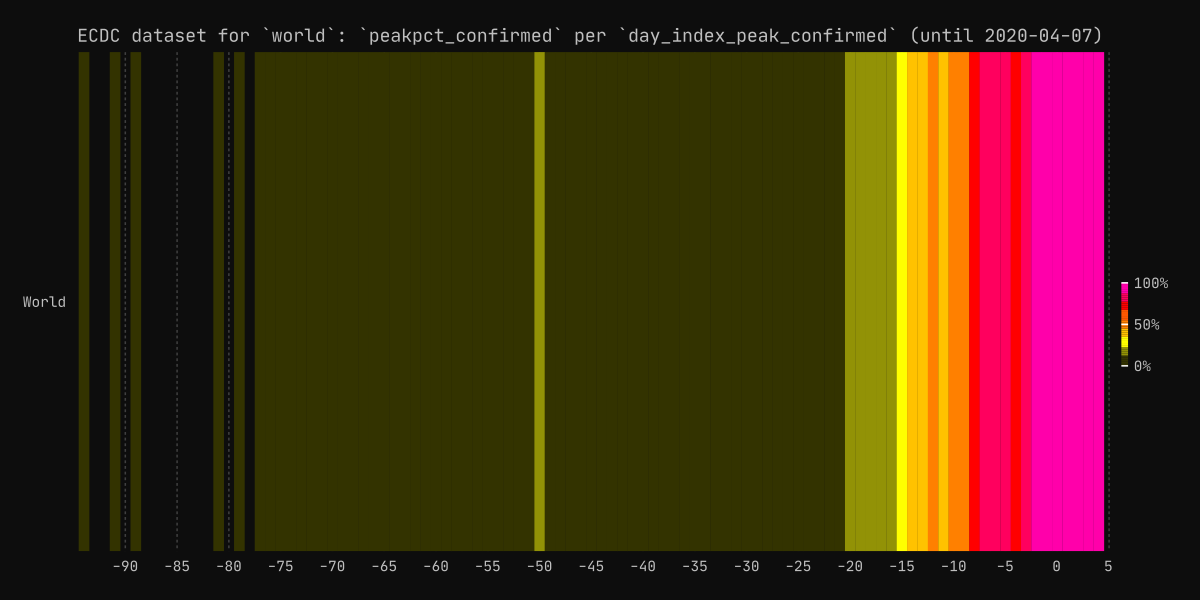 ECDC dataset for `world`: `peakpct_confirmed` per `day_index_peak_confirmed` (until 2020-04-07)
100%
World
50%
0%
-90 -85 -80 -75 -70 -65 -60 -55 -50 -45 -40 -35 -30 -25 -20 -15 -10 -5 0 5